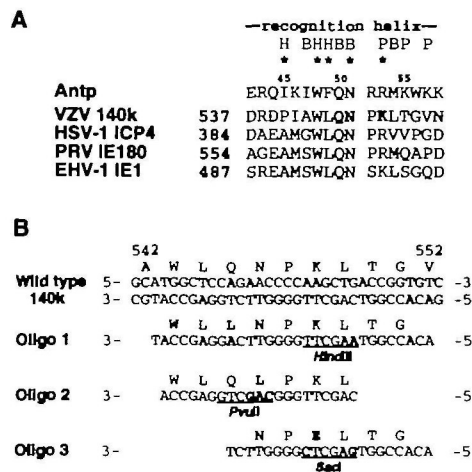 A
—recognition helix—
H BHHBB PBP P
* ** * *
45 50 55
Antp ERQIKIWFQN RRMKWKK
VZV 140k 537 DRDPIAWLQN PKLTGVN
HSV-1 ICP4 384 DAEAMGWLQN PRVVPGD
PRV IE180 554 AGEAMSWLQN PRMQAPD
EHV-1 IE1 487 SREAMSWLQN SKLSGQD
B
542 552
A W L Q N P K L T G V
Wild type 5- GCATGGCTCCAGAACCCCAAGCTGACCGGTGTC -3
140k 3- CGTACCGAGGTCTTGGGGTTCGACTGGCCACAG -5
W L L N P K L T G
Oligo 1 3- TACCGAGGACTTGGGGTTCGAATGGCCACA -5
HindIII
W L Q L P K L
Oligo 2 3- ACCGAGGTCGACGGGTTCGAC -5
PvuII
N P E L T G
Oligo 3 3- TCTTGGGGCTCGAGTGGCCACA -5
SacI